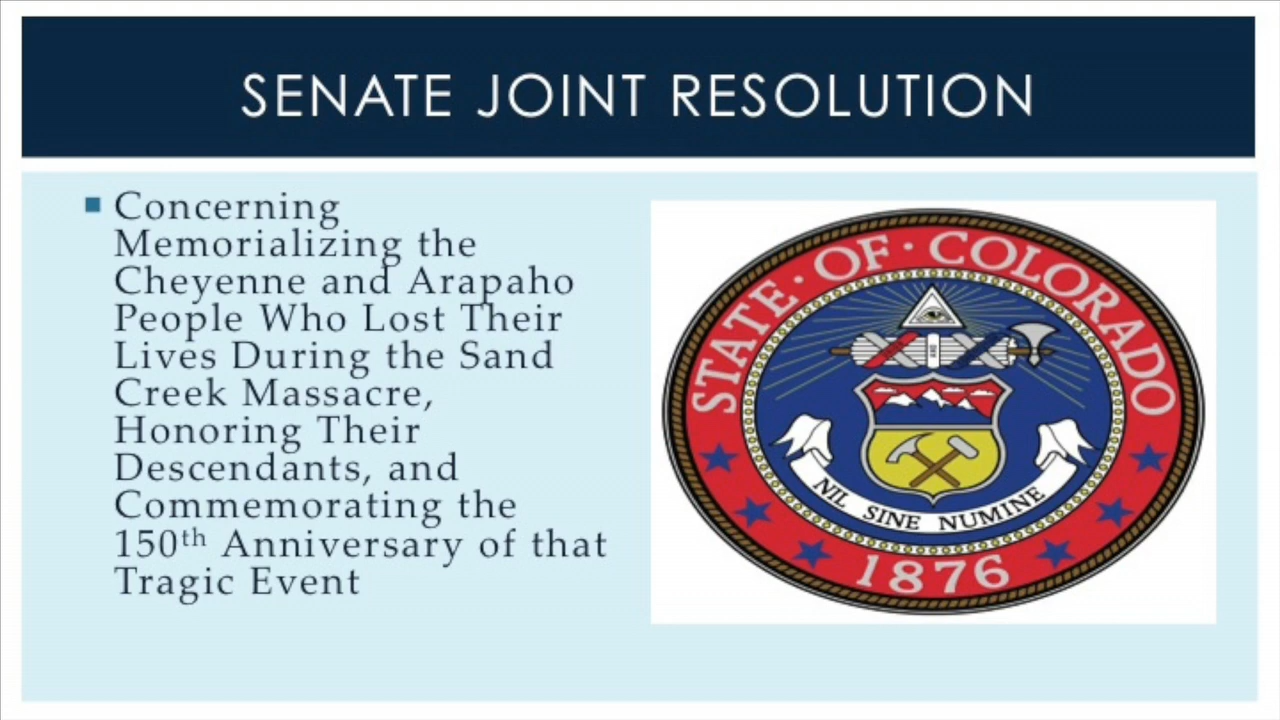 SENATE JOINT RESOLUTION
Concerning
Memorializing the
Cheyenne and Arapaho
People Who Lost Their
Lives During the Sand
Creek Massacre,
Honoring Their
Descendants, and
Commemorating the
150th Anniversary of that
Tragic Event
STATE · OF · COLORADO
AND
NIL SINE NUMINE
1876